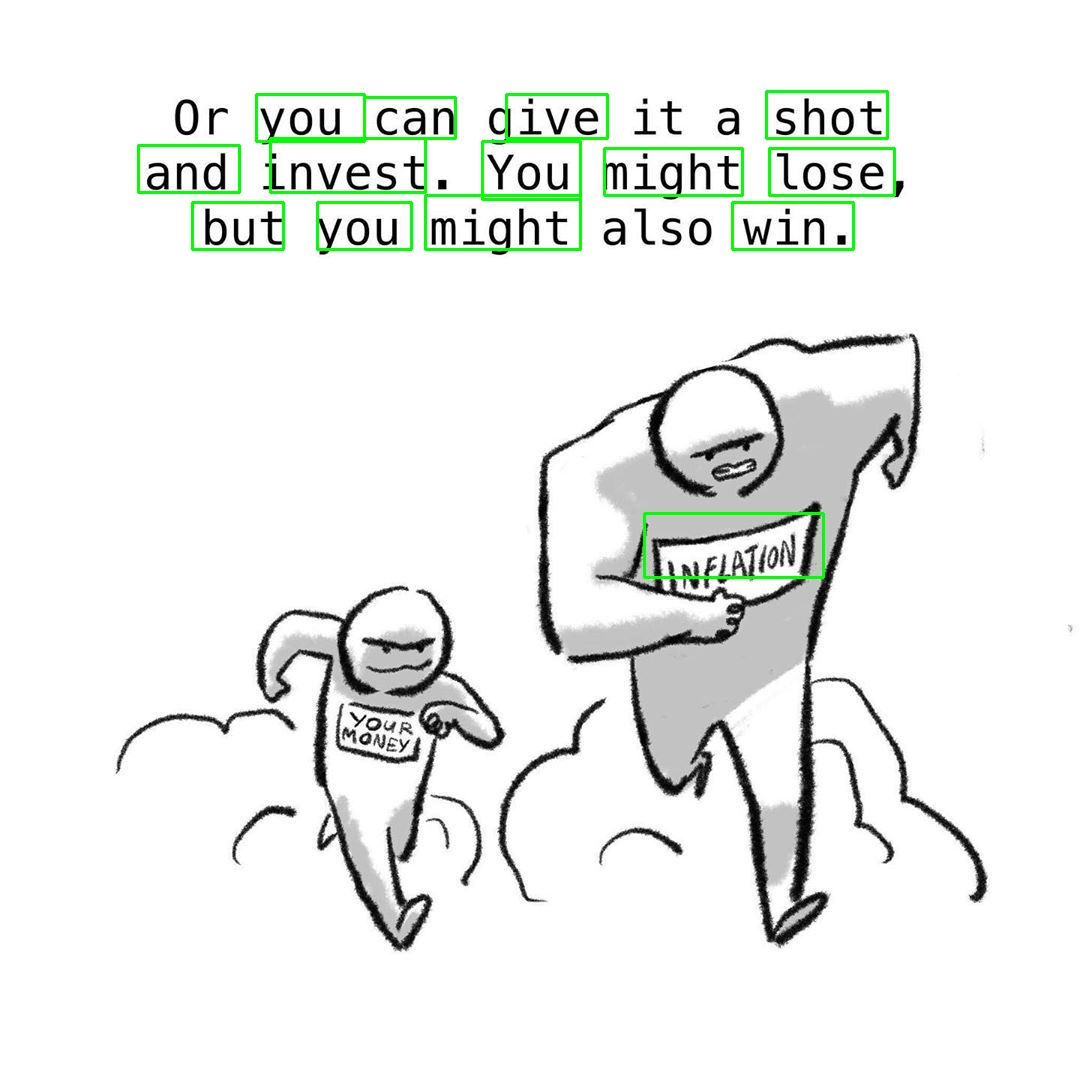 Or you can give it a shot
and invest. You might lose,
but you might also win.
INFLATION
YOUR
MONEY